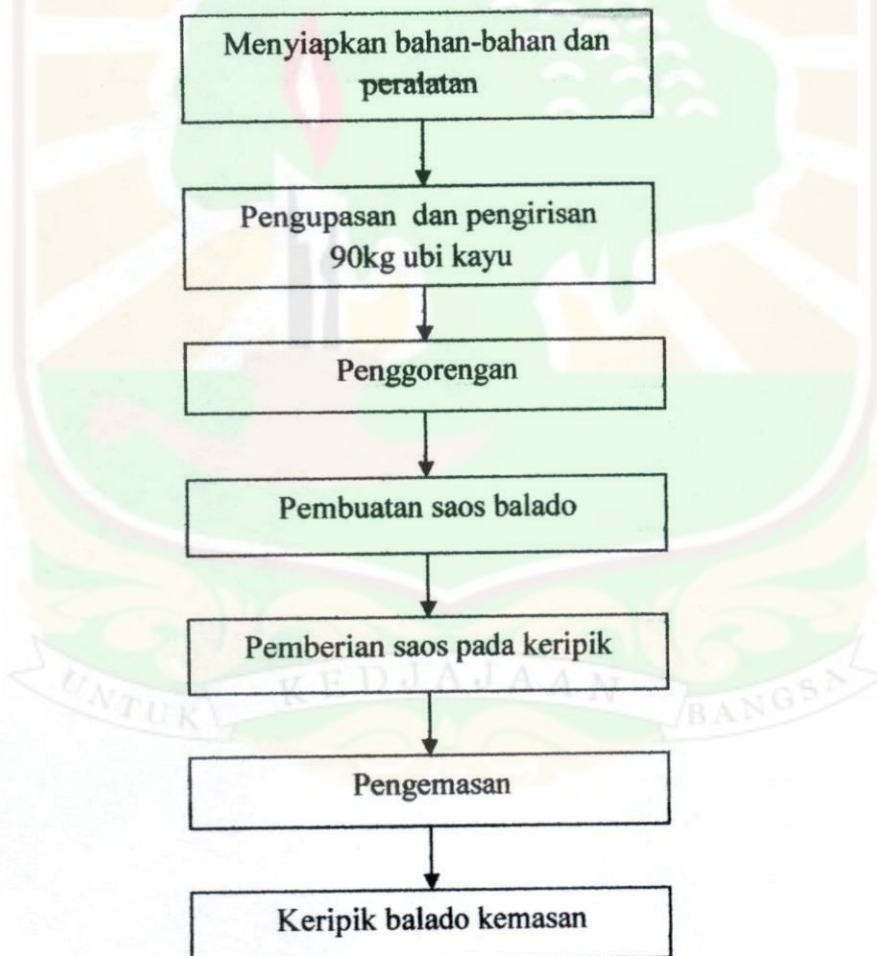 Menyiapkan bahan-bahan dan
peralatan
Pengupasan dan pengirisan
90kg ubi kayu
Penggorengan
Pembuatan saos balado
Pemberian saos pada keripik
UNTUK KEDJAJAAN BANGSA
Pengemasan
Keripik balado kemasan